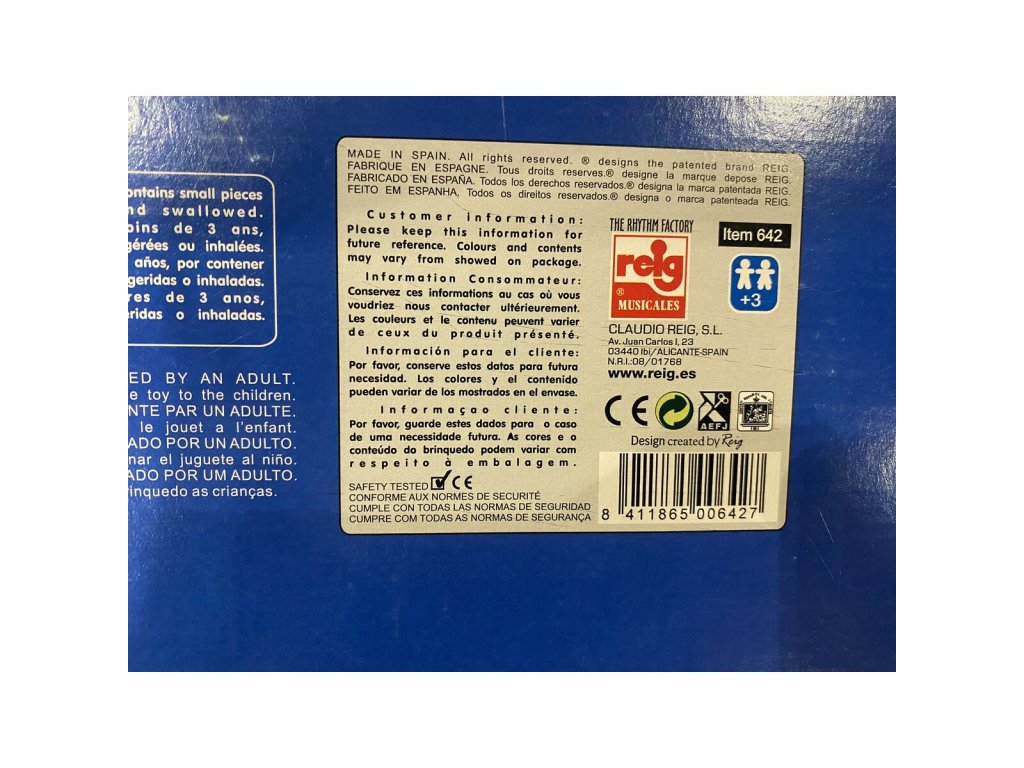 ontains small pieces
nd swallowed.
oins de 3 ans,
gérées ou inhalées.
años, por contener
geridas o inhaladas.
res de 3 anos,
eridas o inhaladas.
ED BY AN ADULT.
e toy to the children.
NTE PAR UN ADULTE.
le jouet a l'enfant.
ADO POR UN ADULTO.
nar el juguete al niño.
ADO POR UM ADULTO.
rinquedo as crianças.
MADE IN SPAIN. All rights reserved. ® designs the patented brand REIG.
FABRIQUE EN ESPAGNE. Tous droits reserves.® designe la marque depose REIG.
FABRICADO EN ESPAÑA. Todos los derechos reservados.® designa la marca patentada REIG.
FEITO EM ESPANHA. Todos os direitos reservados.® designa o marca patenteada REIG.
Customer information:
Please keep this information for
future reference. Colours and contents
may vary from showed on package.
Information Consommateur:
Conservez ces informations au cas où vous
voudriez nous contacter ultérieurement.
Les couleurs et le contenu peuvent varier
de ceux du produit présenté.
Información para el cliente:
Por favor, conserve estos datos para futura
necesidad. Los colores y el contenido
pueden variar de los mostrados en el envase.
Informaçao cliente:
Por favor, guarde estes dados para o caso
de uma necessidade futura. As cores e o
conteúdo do brinquedo podem variar com
respeito à embalagem.
SAFETY TESTED CE
CONFORME AUX NORMES DE SECURITÉ
CUMPLE CON TODAS LAS NORMAS DE SEGURIDAD
CUMPRE COM TODAS AS NORMAS DE SEGURANÇA
THE RHYTHM FACTORY
reig
®
MUSICALES
Item 642
+3
CLAUDIO REIG, S.L.
Av. Juan Carlos I, 23
03440 Ibi/ALICANTE-SPAIN
N.R.I.:08/01768
www.reig.es
CE
AEFJ
Design created by Reig
8 411865 006427